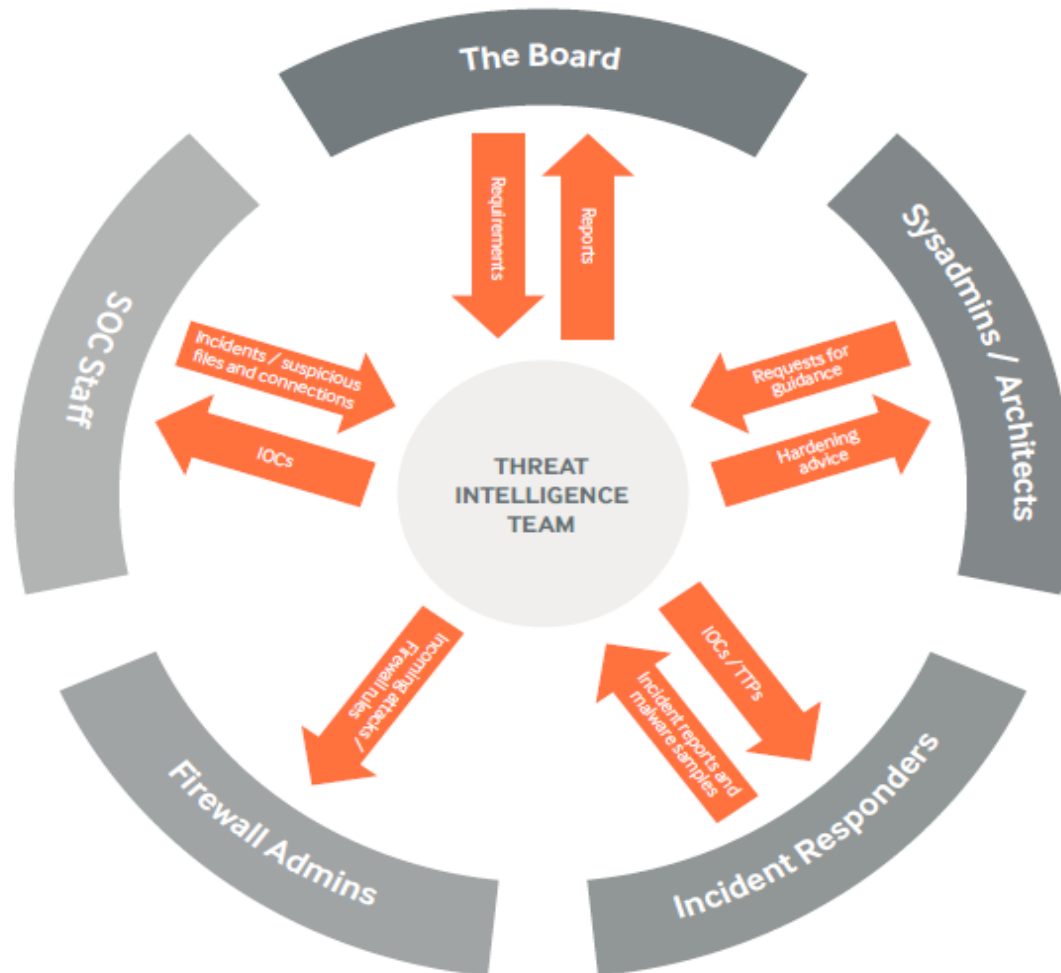 The Board
Requirements
Reports
SOC Staff
Incidents / suspicious
files and connections
IOCs
Sysadmins / Architects
Requests for
guidance
Hardening
advice
THREAT
INTELLIGENCE
TEAM
Incoming attacks /
Firewall rules
Firewall Admins
IOCs / TTPs
Incident reports and
malware samples
Incident Responders